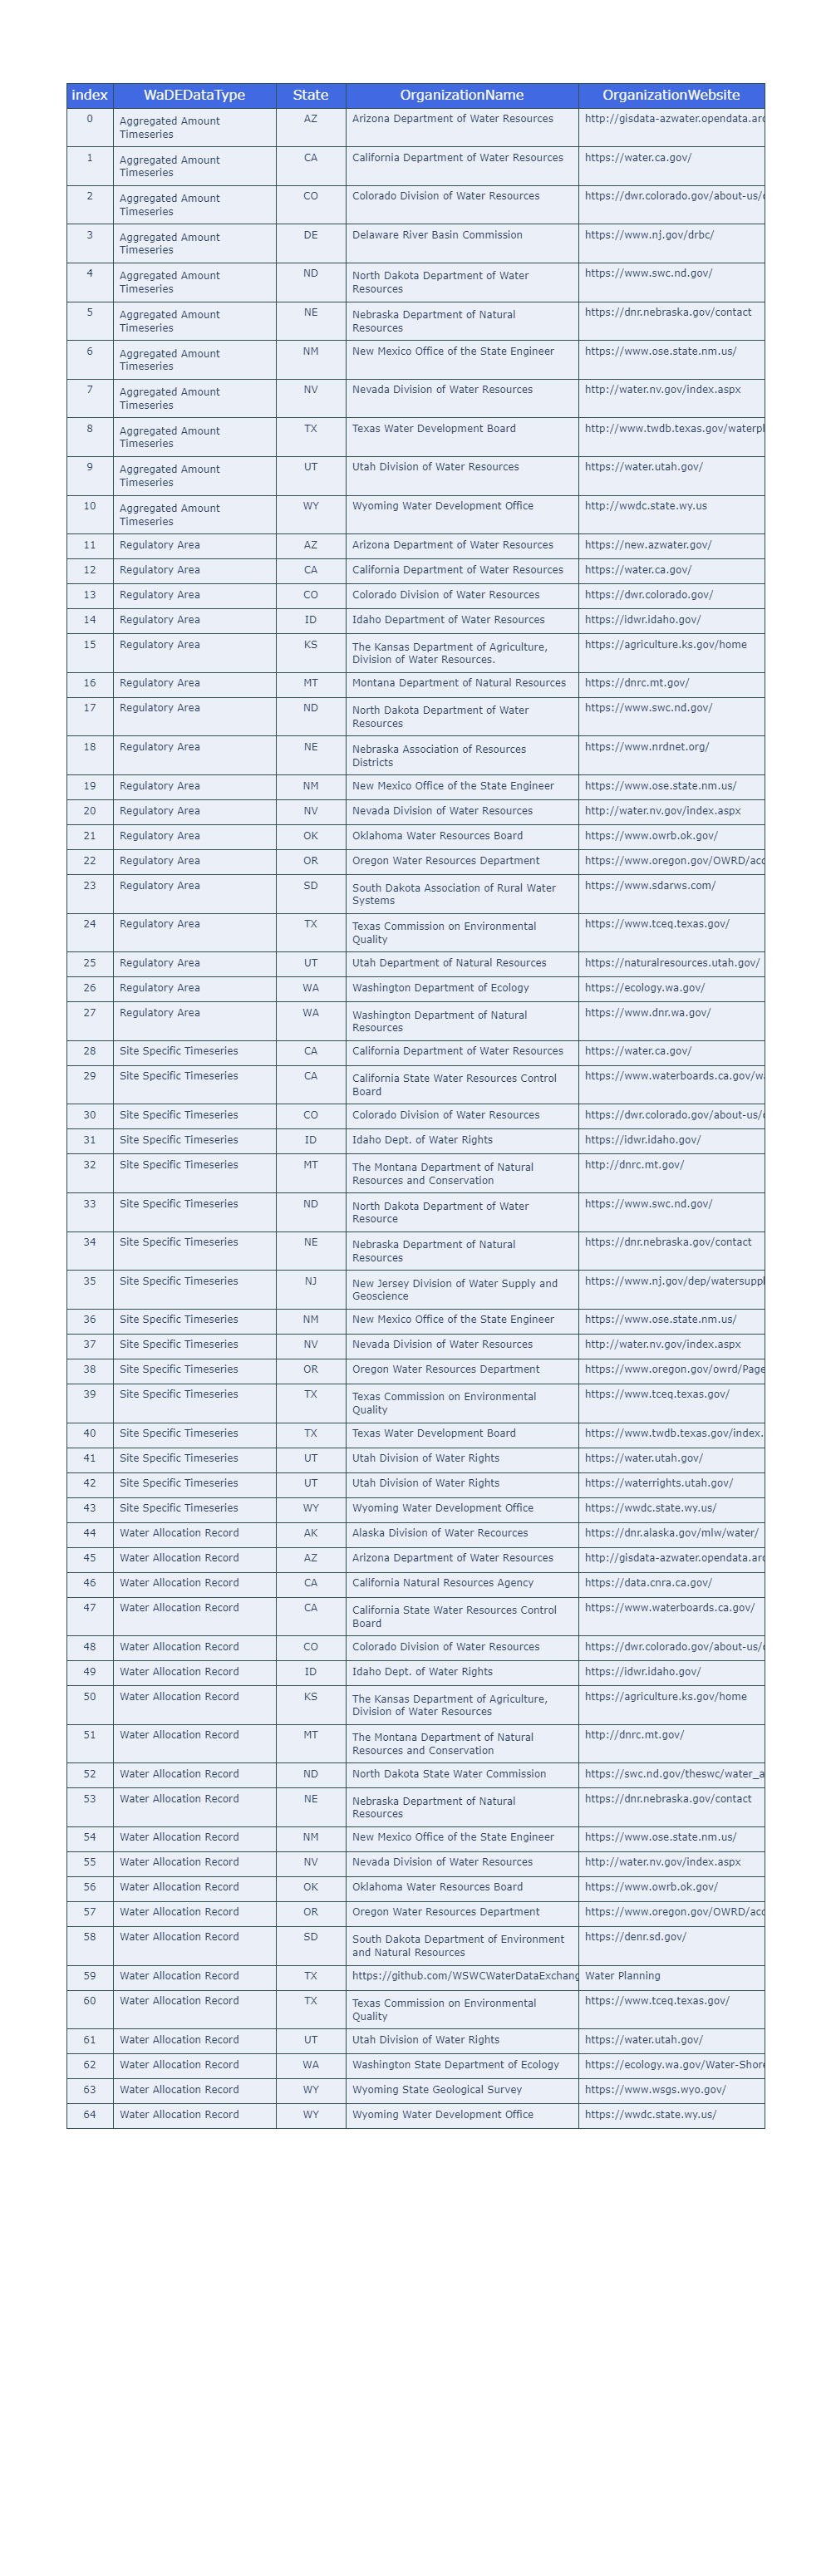 index WaDEDataType State OrganizationName OrganizationWebsite
0 Aggregated Amount Timeseries AZ Arizona Department of Water Resources http://gisdata-azwater.opendata.arc
1 Aggregated Amount Timeseries CA California Department of Water Resources https://water.ca.gov/
2 Aggregated Amount Timeseries CO Colorado Division of Water Resources https://dwr.colorado.gov/about-us/c
3 Aggregated Amount Timeseries DE Delaware River Basin Commission https://www.nj.gov/drbc/
4 Aggregated Amount Timeseries ND North Dakota Department of Water Resources https://www.swc.nd.gov/
5 Aggregated Amount Timeseries NE Nebraska Department of Natural Resources https://dnr.nebraska.gov/contact
6 Aggregated Amount Timeseries NM New Mexico Office of the State Engineer https://www.ose.state.nm.us/
7 Aggregated Amount Timeseries NV Nevada Division of Water Resources http://water.nv.gov/index.aspx
8 Aggregated Amount Timeseries TX Texas Water Development Board http://www.twdb.texas.gov/waterpl
9 Aggregated Amount Timeseries UT Utah Division of Water Resources https://water.utah.gov/
10 Aggregated Amount Timeseries WY Wyoming Water Development Office http://wwdc.state.wy.us
11 Regulatory Area AZ Arizona Department of Water Resources https://new.azwater.gov/
12 Regulatory Area CA California Department of Water Resources https://water.ca.gov/
13 Regulatory Area CO Colorado Division of Water Resources https://dwr.colorado.gov/
14 Regulatory Area ID Idaho Department of Water Resources https://idwr.idaho.gov/
15 Regulatory Area KS The Kansas Department of Agriculture, Division of Water Resources. https://agriculture.ks.gov/home
16 Regulatory Area MT Montana Department of Natural Resources https://dnrc.mt.gov/
17 Regulatory Area ND North Dakota Department of Water Resources https://www.swc.nd.gov/
18 Regulatory Area NE Nebraska Association of Resources Districts https://www.nrdnet.org/
19 Regulatory Area NM New Mexico Office of the State Engineer https://www.ose.state.nm.us/
20 Regulatory Area NV Nevada Division of Water Resources http://water.nv.gov/index.aspx
21 Regulatory Area OK Oklahoma Water Resources Board https://www.owrb.ok.gov/
22 Regulatory Area OR Oregon Water Resources Department https://www.oregon.gov/OWRD/acc
23 Regulatory Area SD South Dakota Association of Rural Water Systems https://www.sdarws.com/
24 Regulatory Area TX Texas Commission on Environmental Quality https://www.tceq.texas.gov/
25 Regulatory Area UT Utah Department of Natural Resources https://naturalresources.utah.gov/
26 Regulatory Area WA Washington Department of Ecology https://ecology.wa.gov/
27 Regulatory Area WA Washington Department of Natural Resources https://www.dnr.wa.gov/
28 Site Specific Timeseries CA California Department of Water Resources https://water.ca.gov/
29 Site Specific Timeseries CA California State Water Resources Control Board https://www.waterboards.ca.gov/wa
30 Site Specific Timeseries CO Colorado Division of Water Resources https://dwr.colorado.gov/about-us/c
31 Site Specific Timeseries ID Idaho Dept. of Water Rights https://idwr.idaho.gov/
32 Site Specific Timeseries MT The Montana Department of Natural Resources and Conservation http://dnrc.mt.gov/
33 Site Specific Timeseries ND North Dakota Department of Water Resource https://www.swc.nd.gov/
34 Site Specific Timeseries NE Nebraska Department of Natural Resources https://dnr.nebraska.gov/contact
35 Site Specific Timeseries NJ New Jersey Division of Water Supply and Geoscience https://www.nj.gov/dep/watersuppl
36 Site Specific Timeseries NM New Mexico Office of the State Engineer https://www.ose.state.nm.us/
37 Site Specific Timeseries NV Nevada Division of Water Resources http://water.nv.gov/index.aspx
38 Site Specific Timeseries OR Oregon Water Resources Department https://www.oregon.gov/owrd/Page
39 Site Specific Timeseries TX Texas Commission on Environmental Quality https://www.tceq.texas.gov/
40 Site Specific Timeseries TX Texas Water Development Board https://www.twdb.texas.gov/index.
41 Site Specific Timeseries UT Utah Division of Water Rights https://water.utah.gov/
42 Site Specific Timeseries UT Utah Division of Water Rights https://waterrights.utah.gov/
43 Site Specific Timeseries WY Wyoming Water Development Office https://wwdc.state.wy.us/
44 Water Allocation Record AK Alaska Division of Water Recources https://dnr.alaska.gov/mlw/water/
45 Water Allocation Record AZ Arizona Department of Water Resources http://gisdata-azwater.opendata.arc
46 Water Allocation Record CA California Natural Resources Agency https://data.cnra.ca.gov/
47 Water Allocation Record CA California State Water Resources Control Board https://www.waterboards.ca.gov/
48 Water Allocation Record CO Colorado Division of Water Resources https://dwr.colorado.gov/about-us/c
49 Water Allocation Record ID Idaho Dept. of Water Rights https://idwr.idaho.gov/
50 Water Allocation Record KS The Kansas Department of Agriculture, Division of Water Resources https://agriculture.ks.gov/home
51 Water Allocation Record MT The Montana Department of Natural Resources and Conservation http://dnrc.mt.gov/
52 Water Allocation Record ND North Dakota State Water Commission https://swc.nd.gov/theswc/water_a
53 Water Allocation Record NE Nebraska Department of Natural Resources https://dnr.nebraska.gov/contact
54 Water Allocation Record NM New Mexico Office of the State Engineer https://www.ose.state.nm.us/
55 Water Allocation Record NV Nevada Division of Water Resources http://water.nv.gov/index.aspx
56 Water Allocation Record OK Oklahoma Water Resources Board https://www.owrb.ok.gov/
57 Water Allocation Record OR Oregon Water Resources Department https://www.oregon.gov/OWRD/acc
58 Water Allocation Record SD South Dakota Department of Environment and Natural Resources https://denr.sd.gov/
59 Water Allocation Record TX https://github.com/WSWCWaterDataExchang Water Planning
60 Water Allocation Record TX Texas Commission on Environmental Quality https://www.tceq.texas.gov/
61 Water Allocation Record UT Utah Division of Water Rights https://water.utah.gov/
62 Water Allocation Record WA Washington State Department of Ecology https://ecology.wa.gov/Water-Shore
63 Water Allocation Record WY Wyoming State Geological Survey https://www.wsgs.wyo.gov/
64 Water Allocation Record WY Wyoming Water Development Office https://wwdc.state.wy.us/